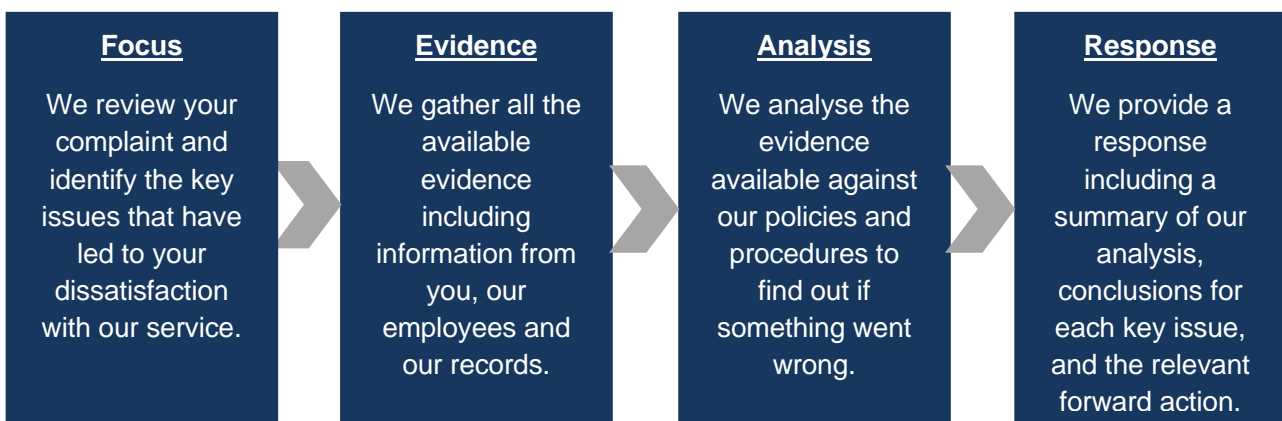 Focus
We review your
complaint and
identify the key
issues that have
led to your
dissatisfaction
with our service.
Evidence
We gather all the
available
evidence
including
information from
you, our
employees and
our records.
Analysis
We analyse the
evidence
available against
our policies and
procedures to
find out if
something went
wrong.
Response
We provide a
response
including a
summary of our
analysis,
conclusions for
each key issue,
and the relevant
forward action.